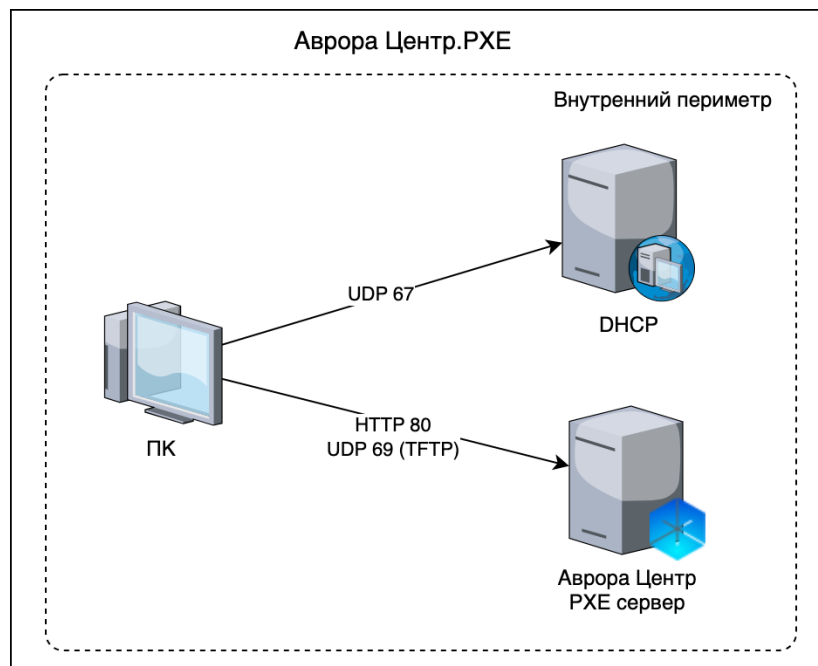 Аврора Центр.PXE
Внутренний периметр
UDP 67
DHCP
HTTP 80
UDP 69 (TFTP)
ПК
Аврора Центр
PXE сервер